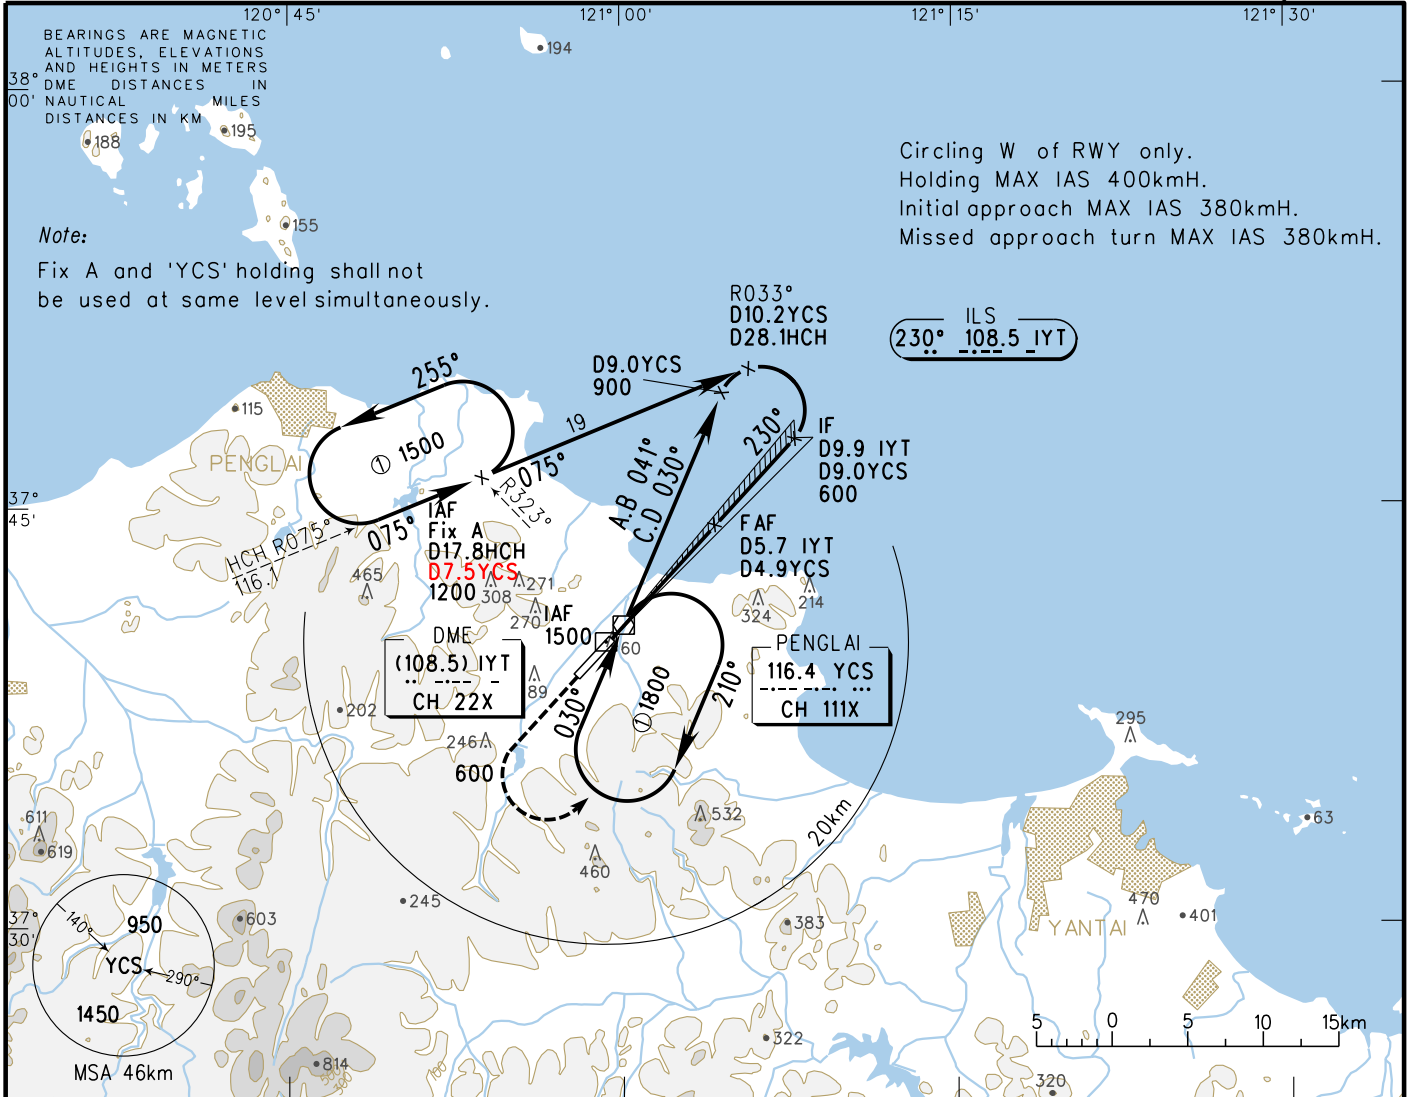 120° 45'
121° 00'
121° 15'
121° 30'
BEARINGS ARE MAGNETIC
ALTITUDES, ELEVATIONS
AND HEIGHTS IN METERS
DME DISTANCES IN
NAUTICAL MILES
DISTANCES IN KM
38°
00'
194
195
188
155
Circling W of RWY only.
Holding MAX IAS 400kmH.
Initial approach MAX IAS 380kmH.
Missed approach turn MAX IAS 380kmH.
Note:
Fix A and 'YCS' holding shall not
be used at same level simultaneously.
R033°
D10.2YCS
D28.1HCH
ILS
230° 108.5 IYT
D9.0YCS
900
255°
115
19
① 1500
PENGLAI
075°
R323°
230°
IF
D9.9 IYT
D9.0YCS
600
A.B 041°
C.D 030°
37°
45'
HCH R075°
116.1
075°
IAF
Fix A
D17.8HCH
D7.5YCS
1200
FAF
D5.7 IYT
D4.9YCS
465
308
271
270
324
214
IAF
1500
60
DME
(108.5) IYT
CH 22X
PENGLAI
116.4 YCS
CH 111X
89
202
246
030°
① 1800
210°
600
295
20km
532
460
63
611
619
245
603
383
470
401
YANTAI
37°
30'
140°
950
YCS
290°
1450
MSA 46km
814
322
320
5 0 5 10 15km
100